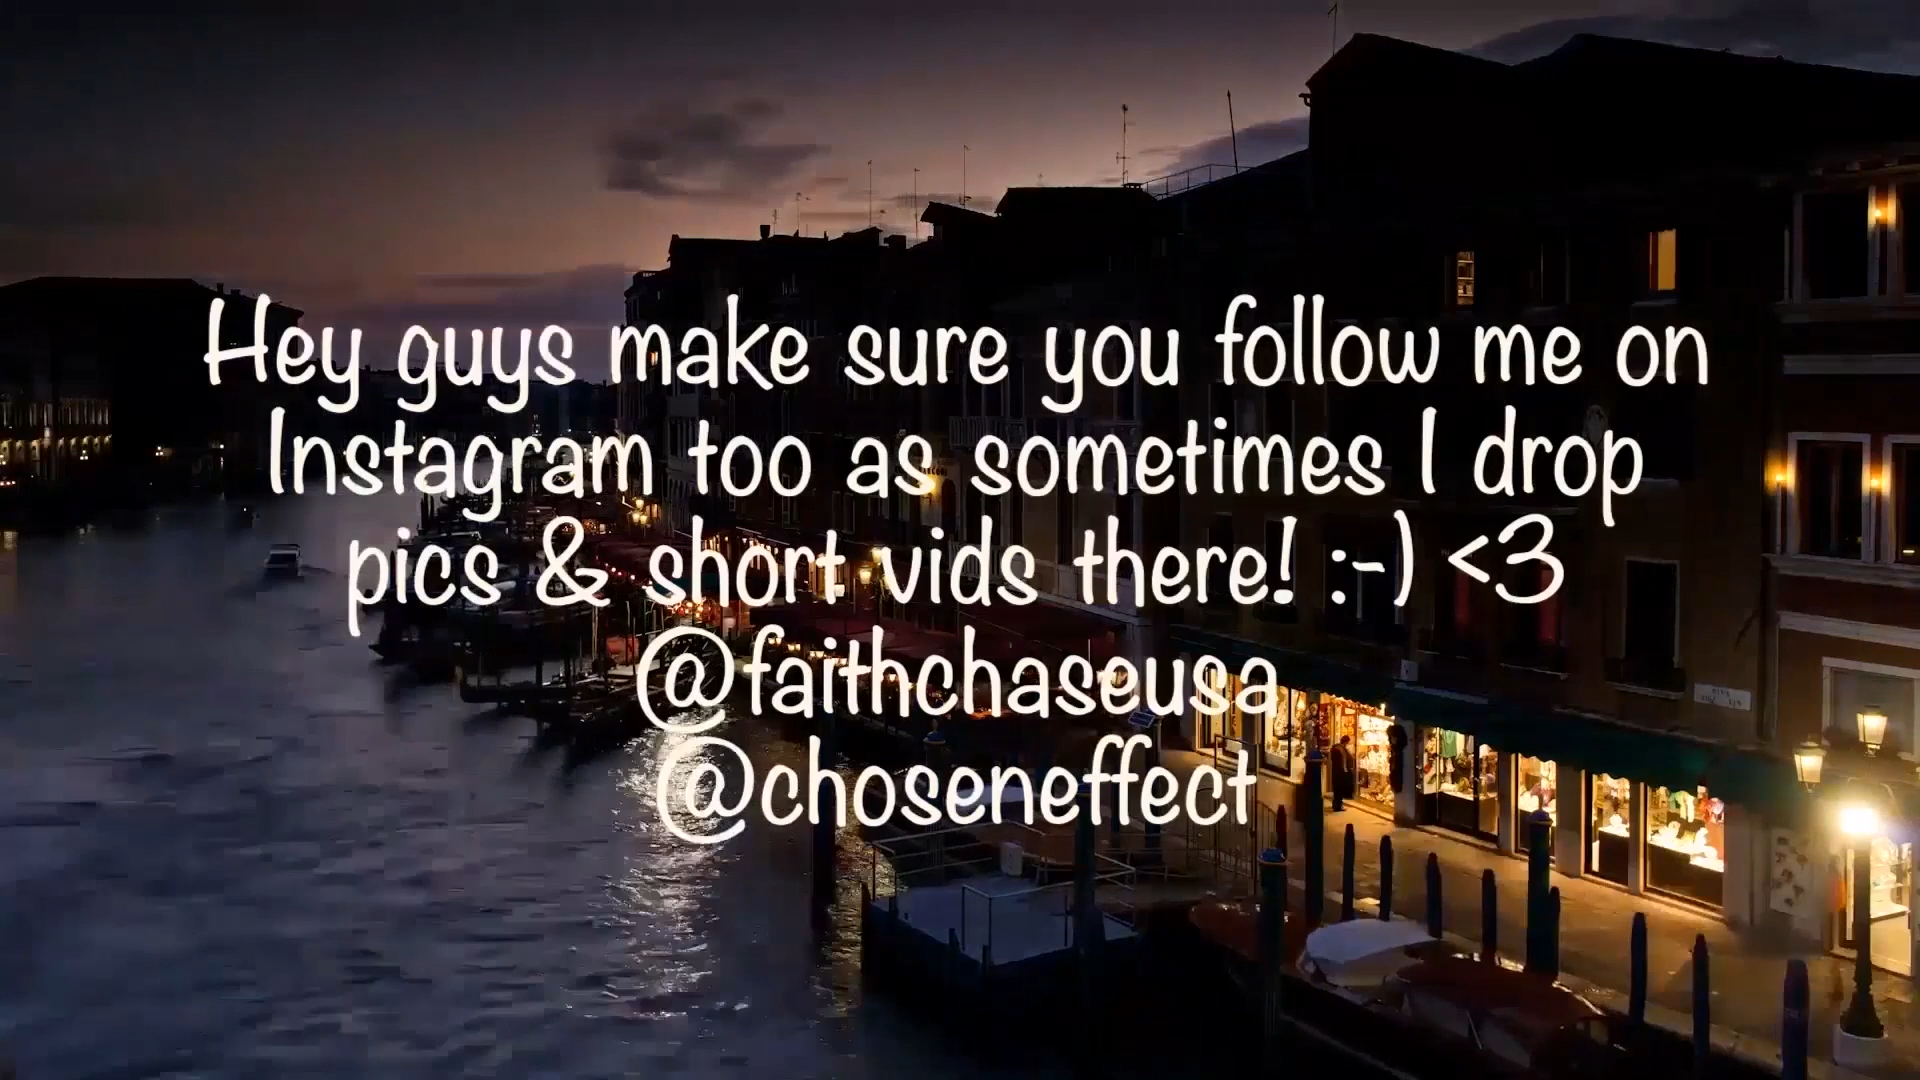 Hey guys make sure you follow me on
Instagram too as sometimes I drop
pics & short vids there! :-) <3
@faithchaseusa
@choseneffect